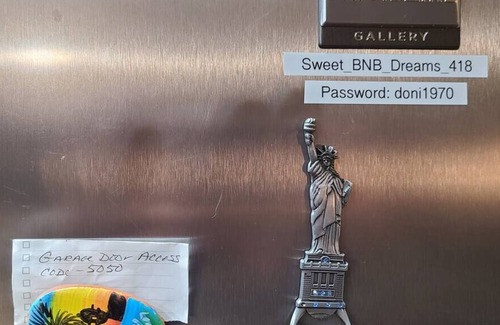 GALLERY
Sweet_BNB_Dreams_418
Password: doni1970
GARAGE DOOR ACCESS
CODE - 5050